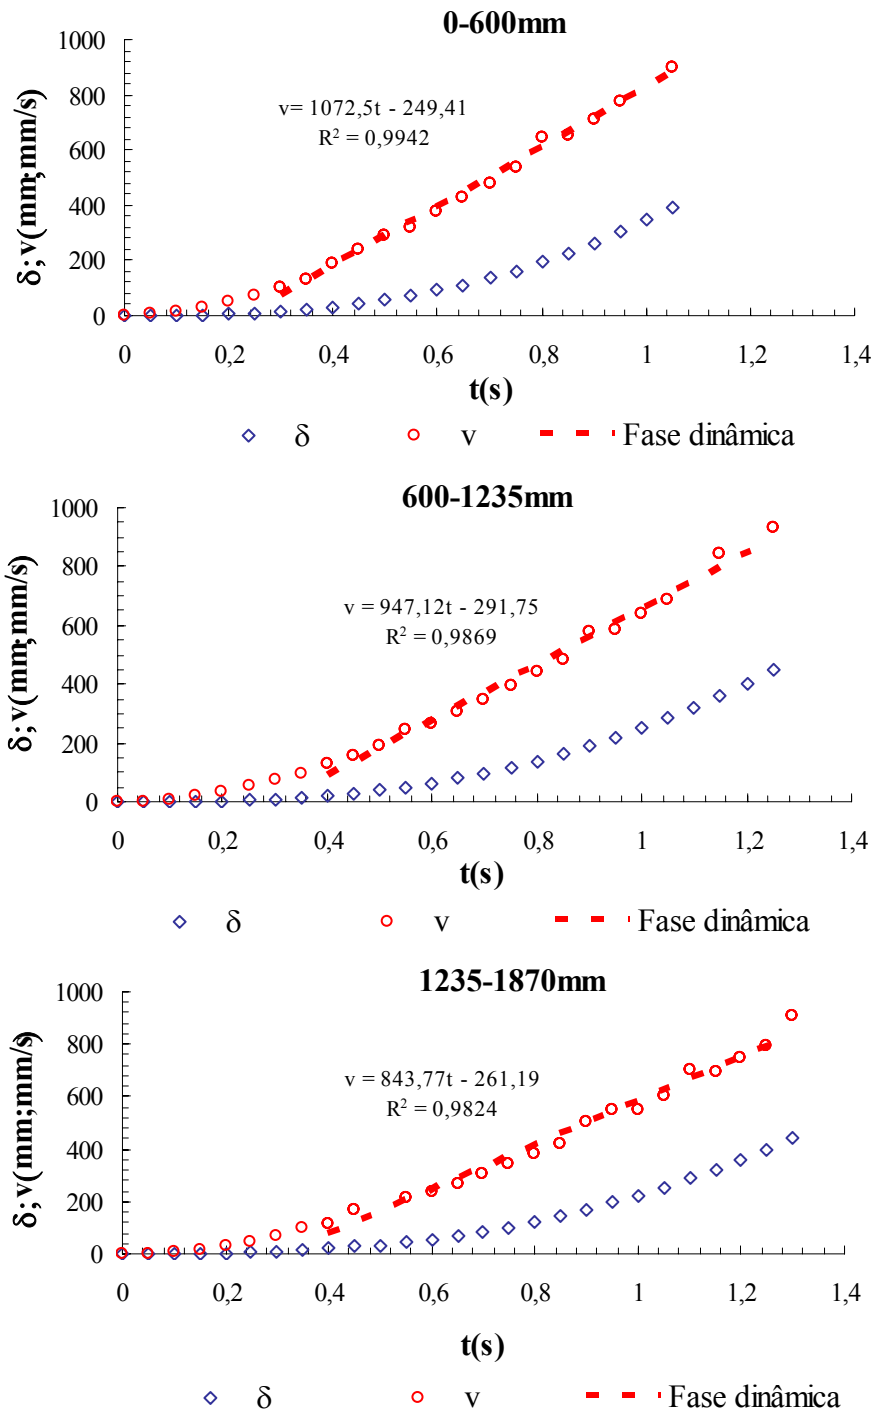 0-600mm
1000
800
600
400
200
0
δ; v(mm;mm/s)
v= 1072,5t - 249,41
R² = 0,9942
0 0,2 0,4 0,6 0,8 1 1,2 1,4
t(s)
δ v Fase dinâmica
600-1235mm
1000
800
600
400
200
0
δ; v(mm;mm/s)
v = 947,12t - 291,75
R² = 0,9869
0 0,2 0,4 0,6 0,8 1 1,2 1,4
t(s)
δ v Fase dinâmica
1235-1870mm
1000
800
600
400
200
0
δ; v(mm;mm/s)
v = 843,77t - 261,19
R² = 0,9824
0 0,2 0,4 0,6 0,8 1 1,2 1,4
t(s)
δ v Fase dinâmica